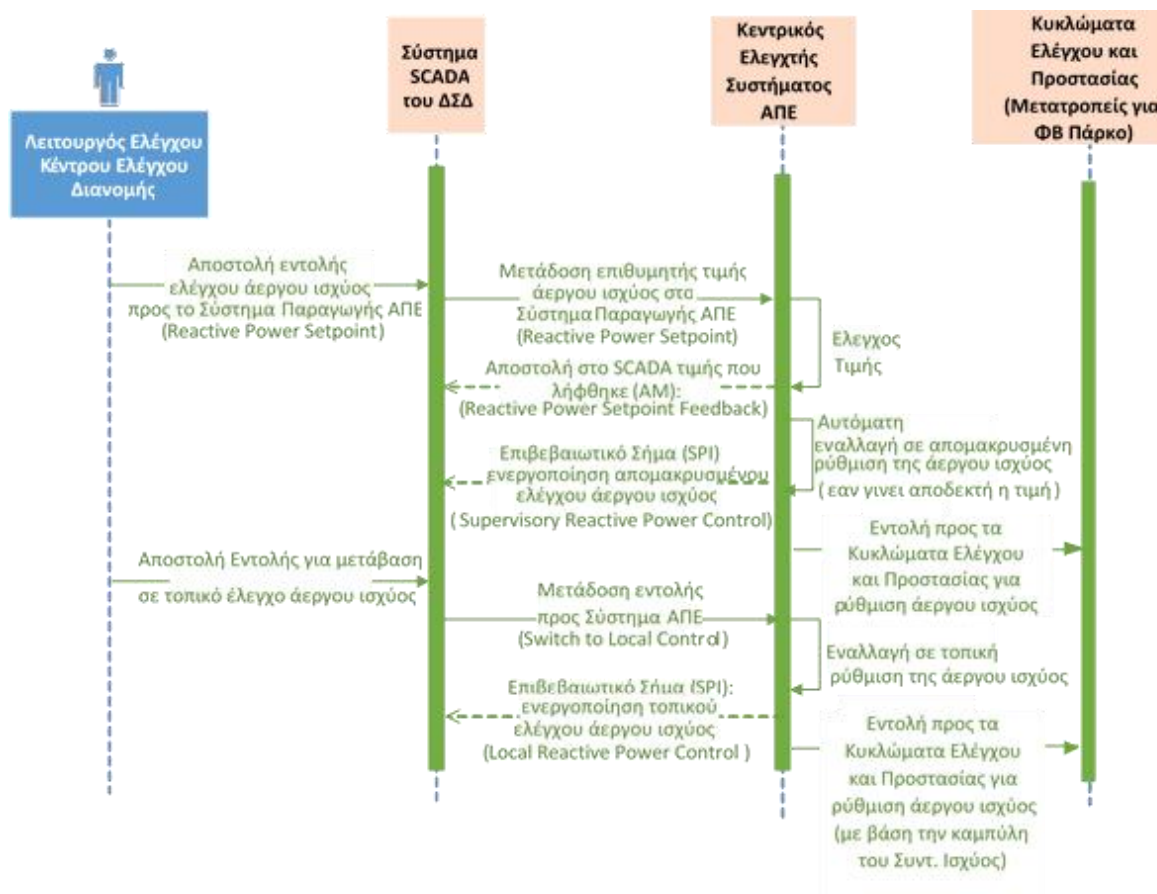 Σύστημα
SCADA
του ΔΣΔ
Κεντρικός
Ελεγχτής
Συστήματος
ΑΠΕ
Κυκλώματα
Ελέγχου και
Προστασίας
(Μετατροπείς για
ΦΒ Πάρκο)
Λειτουργός Ελέγχου
Κέντρου Ελέγχου
Διανομής
Αποστολή εντολής
ελέγχου άεργου ισχύος
προς το Σύστημα Παραγωγής ΑΠΕ
(Reactive Power Setpoint)
Μετάδοση επιθυμητής τιμής
άεργου ισχύος στο
Σύστημα Παραγωγής ΑΠΕ
(Reactive Power Setpoint)
Ελεγχος
Τιμής
Αποστολή στο SCADA τιμής που
λήφθηκε (AM):
(Reactive Power Setpoint Feedback)
Αυτόματη
εναλλαγή σε απομακρυσμένη
ρύθμιση της άεργου ισχύος
(εαν γινει αποδεκτή η τιμή)
Επιβεβαιωτικό Σήμα (SPI)
ενεργοποίηση απομακρυσμένου
ελέγχου άεργου ισχύος
( Supervisory Reactive Power Control)
Εντολή προς τα
Κυκλώματα Ελέγχου
και Προστασίας για
ρύθμιση άεργου ισχύος
Αποστολή Εντολής για μετάβαση
σε τοπικό έλεγχο άεργου ισχύος
Μετάδοση εντολής
προς Σύστημα ΑΠΕ
(Switch to Local Control)
Εναλλαγή σε τοπική
ρύθμιση της άεργου ισχύος
Επιβεβαιωτικό Σήμα (SPI):
ενεργοποίηση τοπικού
ελέγχου άεργου ισχύος
(Local Reactive Power Control )
Εντολή προς τα
Κυκλώματα Ελέγχου
και Προστασίας για
ρύθμιση άεργου ισχύος
(με βάση την καμπύλη
του Συντ. Ισχύος)